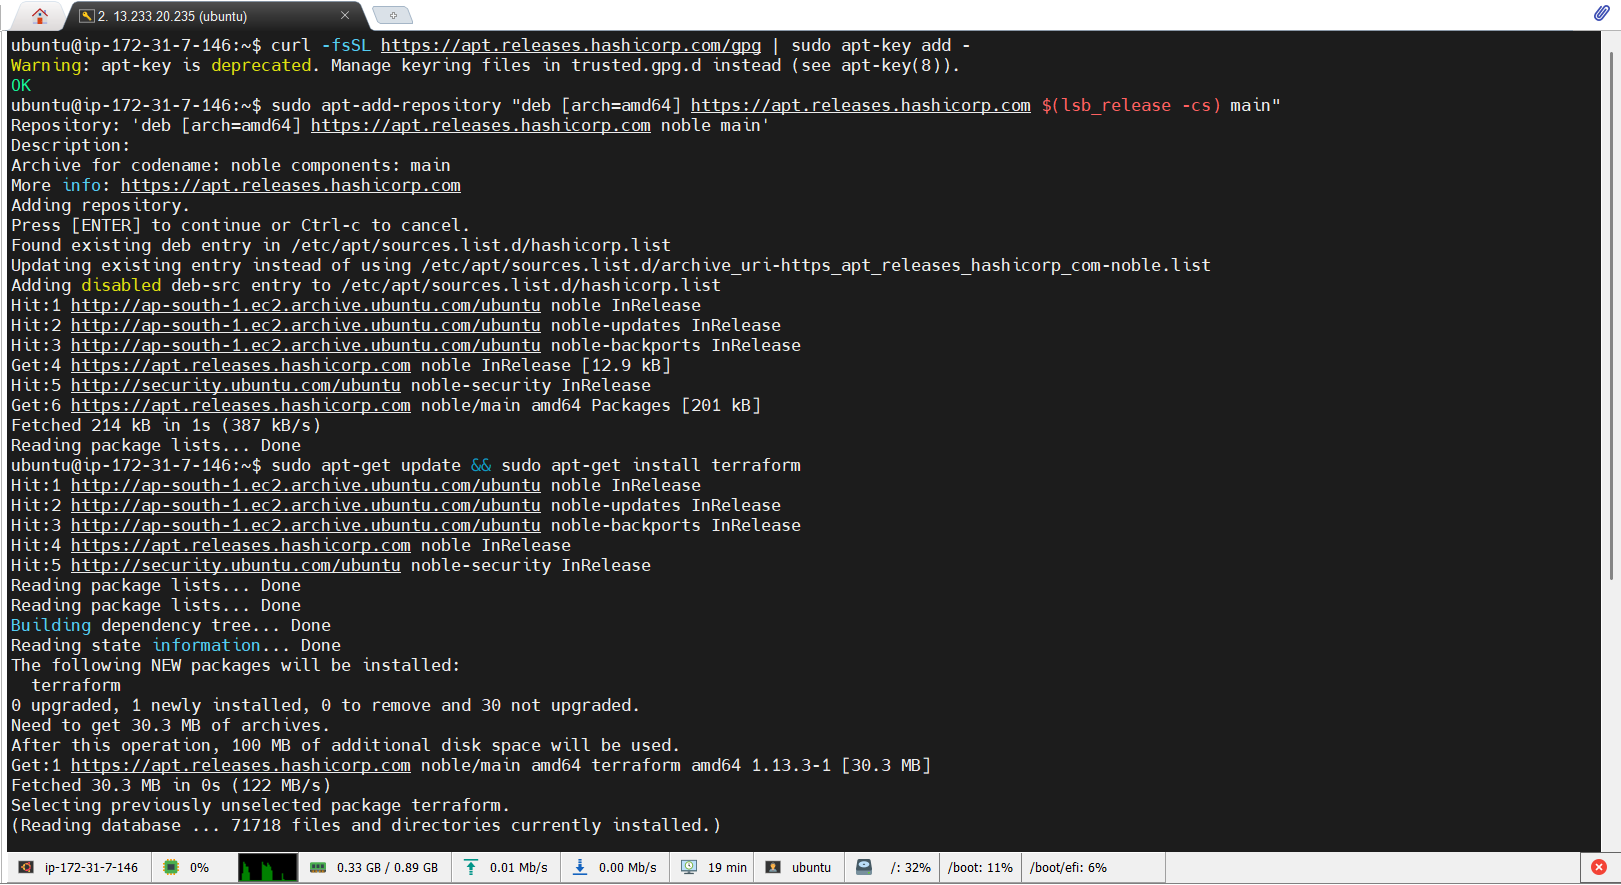 2. 13.233.20.235 (ubuntu)
ubuntu@ip-172-31-7-146:~$ curl -fsSL https://apt.releases.hashicorp.com/gpg | sudo apt-key add -
Warning: apt-key is deprecated. Manage keyring files in trusted.gpg.d instead (see apt-key(8)).
OK
ubuntu@ip-172-31-7-146:~$ sudo apt-add-repository "deb [arch=amd64] https://apt.releases.hashicorp.com $(lsb_release -cs) main"
Repository: 'deb [arch=amd64] https://apt.releases.hashicorp.com noble main'
Description:
Archive for codename: noble components: main
More info: https://apt.releases.hashicorp.com
Adding repository.
Press [ENTER] to continue or Ctrl-c to cancel.
Found existing deb entry in /etc/apt/sources.list.d/hashicorp.list
Updating existing entry instead of using /etc/apt/sources.list.d/archive_uri-https_apt_releases_hashicorp_com-noble.list
Adding disabled deb-src entry to /etc/apt/sources.list.d/hashicorp.list
Hit:1 http://ap-south-1.ec2.archive.ubuntu.com/ubuntu noble InRelease
Hit:2 http://ap-south-1.ec2.archive.ubuntu.com/ubuntu noble-updates InRelease
Hit:3 http://ap-south-1.ec2.archive.ubuntu.com/ubuntu noble-backports InRelease
Get:4 https://apt.releases.hashicorp.com noble InRelease [12.9 kB]
Hit:5 http://security.ubuntu.com/ubuntu noble-security InRelease
Get:6 https://apt.releases.hashicorp.com noble/main amd64 Packages [201 kB]
Fetched 214 kB in 1s (387 kB/s)
Reading package lists... Done
ubuntu@ip-172-31-7-146:~$ sudo apt-get update && sudo apt-get install terraform
Hit:1 http://ap-south-1.ec2.archive.ubuntu.com/ubuntu noble InRelease
Hit:2 http://ap-south-1.ec2.archive.ubuntu.com/ubuntu noble-updates InRelease
Hit:3 http://ap-south-1.ec2.archive.ubuntu.com/ubuntu noble-backports InRelease
Hit:4 https://apt.releases.hashicorp.com noble InRelease
Hit:5 http://security.ubuntu.com/ubuntu noble-security InRelease
Reading package lists... Done
Reading package lists... Done
Building dependency tree... Done
Reading state information... Done
The following NEW packages will be installed:
  terraform
0 upgraded, 1 newly installed, 0 to remove and 30 not upgraded.
Need to get 30.3 MB of archives.
After this operation, 100 MB of additional disk space will be used.
Get:1 https://apt.releases.hashicorp.com noble/main amd64 terraform amd64 1.13.3-1 [30.3 MB]
Fetched 30.3 MB in 0s (122 MB/s)
Selecting previously unselected package terraform.
(Reading database ... 71718 files and directories currently installed.)
ip-172-31-7-146 0% 0.33 GB / 0.89 GB 0.01 Mb/s 0.00 Mb/s 19 min ubuntu /: 32% /boot: 11% /boot/efi: 6%